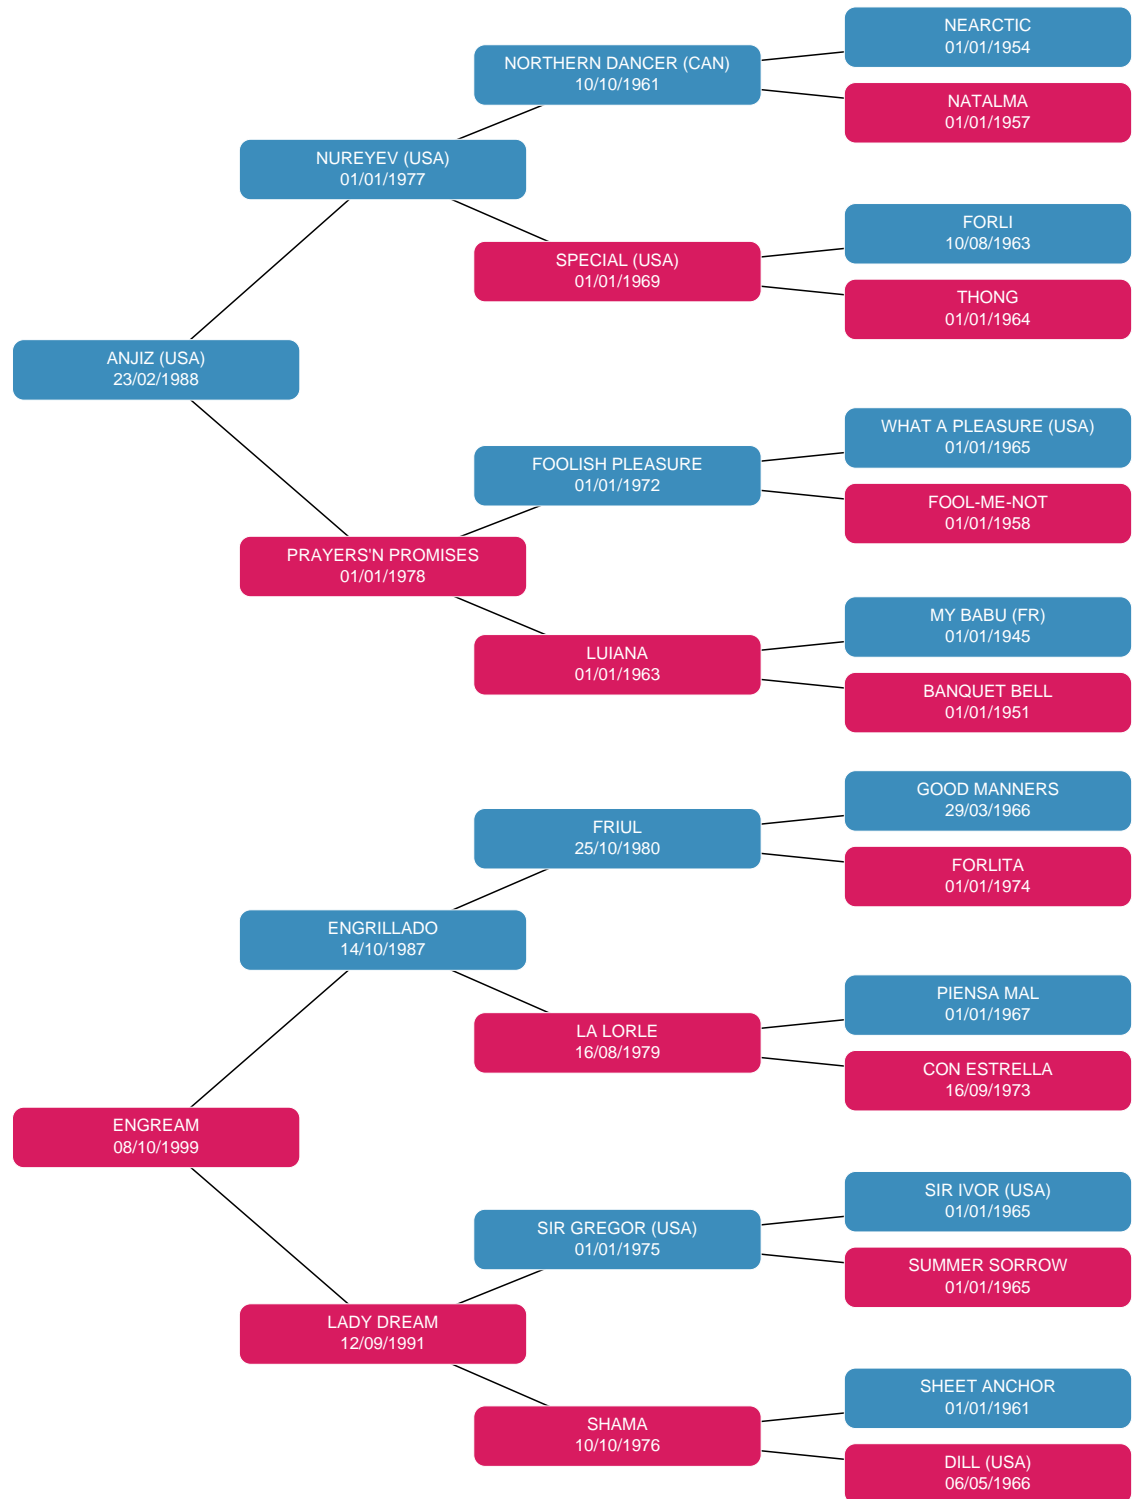 NEARCTIC
01/01/1954
NORTHERN DANCER (CAN)
10/10/1961
NATALMA
01/01/1957
NUREYEV (USA)
01/01/1977
FORLI
10/08/1963
SPECIAL (USA)
01/01/1969
THONG
01/01/1964
ANJIZ (USA)
23/02/1988
WHAT A PLEASURE (USA)
01/01/1965
FOOLISH PLEASURE
01/01/1972
FOOL-ME-NOT
01/01/1958
PRAYERS'N PROMISES
01/01/1978
MY BABU (FR)
01/01/1945
LUIANA
01/01/1963
BANQUET BELL
01/01/1951
GOOD MANNERS
29/03/1966
FRIUL
25/10/1980
FORLITA
01/01/1974
ENGRILLADO
14/10/1987
PIENSA MAL
01/01/1967
LA LORLE
16/08/1979
CON ESTRELLA
16/09/1973
ENGREAM
08/10/1999
SIR IVOR (USA)
01/01/1965
SIR GREGOR (USA)
01/01/1975
SUMMER SORROW
01/01/1965
LADY DREAM
12/09/1991
SHEET ANCHOR
01/01/1961
SHAMA
10/10/1976
DILL (USA)
06/05/1966